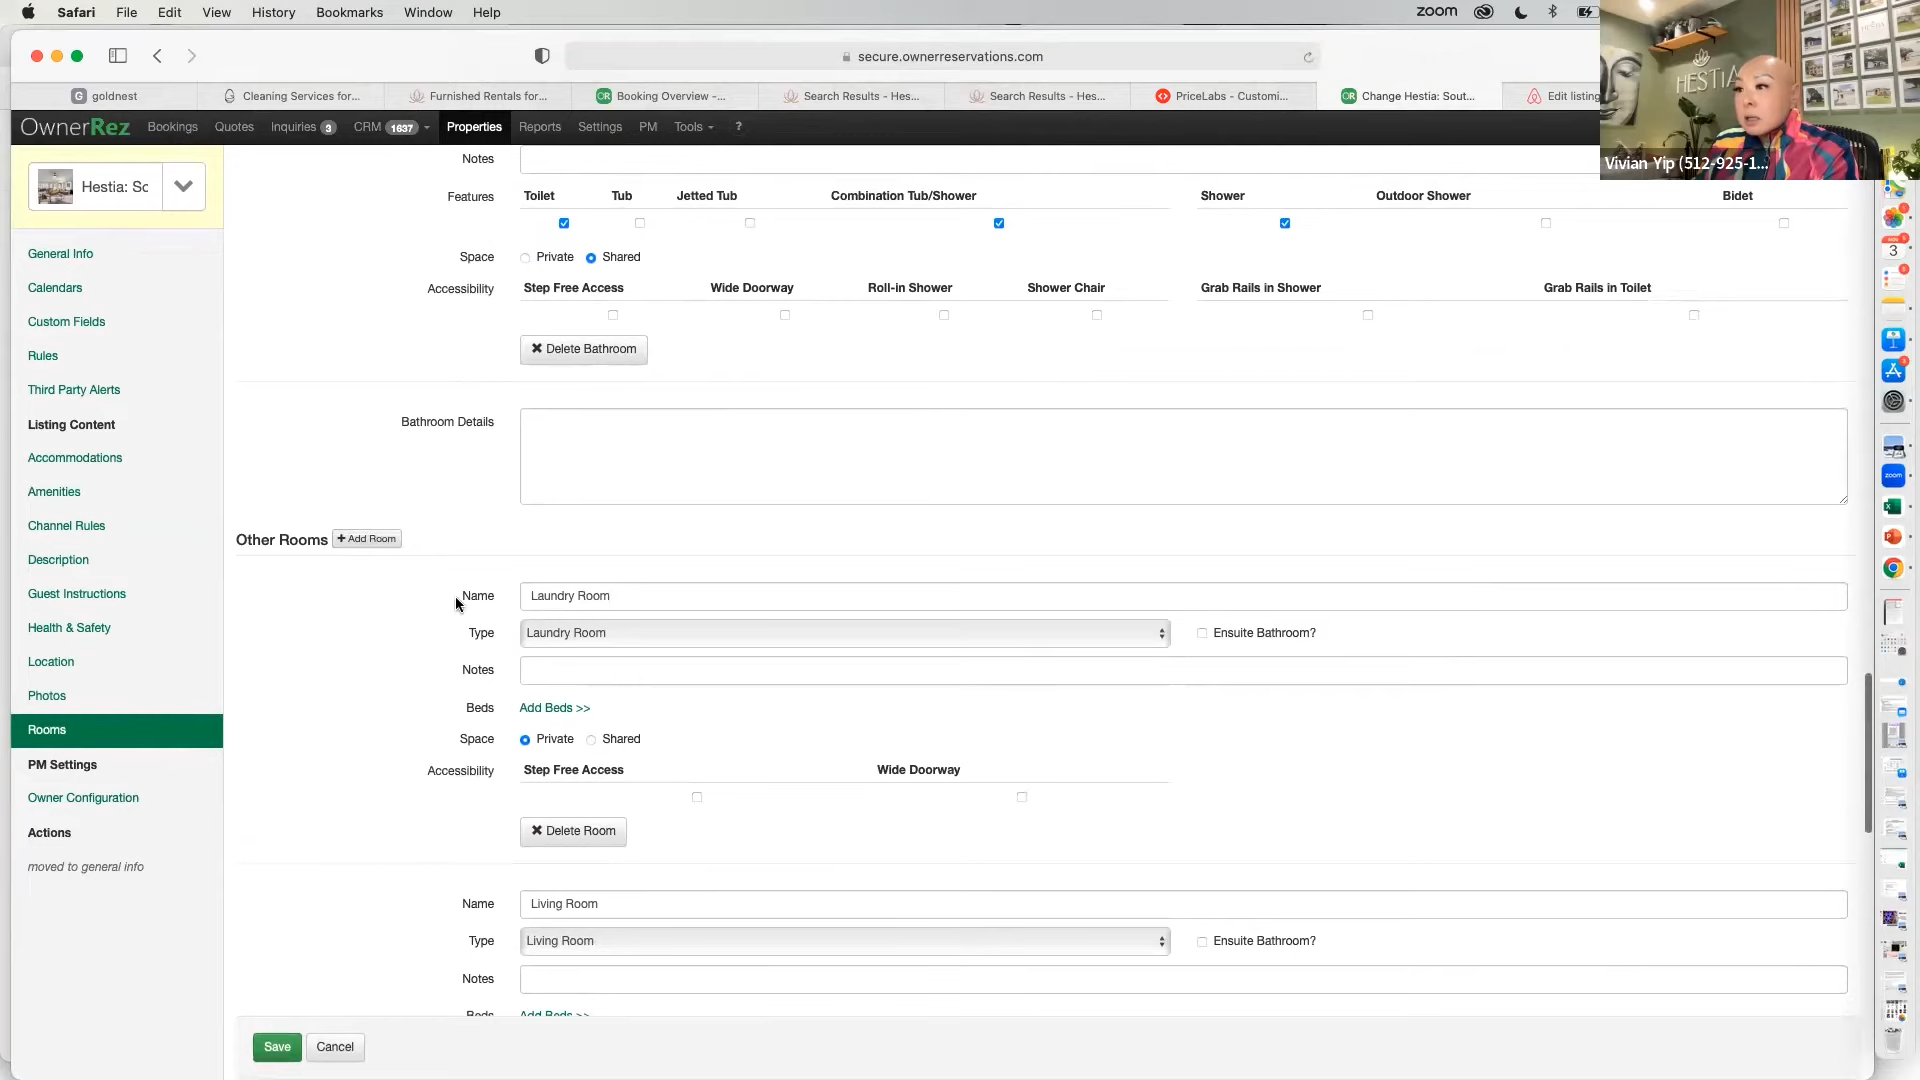 Safari File Edit View History Bookmarks Window Help zoom
secure.ownerreservations.com
goldnest Cleaning Services for... Furnished Rentals for... Booking Overview -... Search Results - Hes... Search Results - Hes... PriceLabs - Customi... Change Hestia: Sout... Edit listing
OwnerRez Bookings Quotes Inquiries 3 CRM 1637 Properties Reports Settings PM Tools ?
HESTIA
Vivian Yip (512-925-1...
Hestia: Sc
General Info
Calendars
Custom Fields
Rules
Third Party Alerts
Listing Content
Accommodations
Amenities
Channel Rules
Description
Guest Instructions
Health & Safety
Location
Photos
Rooms
PM Settings
Owner Configuration
Actions
moved to general info
Notes
Features Toilet Tub Jetted Tub Combination Tub/Shower Shower Outdoor Shower Bidet
Space Private Shared
Accessibility Step Free Access Wide Doorway Roll-in Shower Shower Chair Grab Rails in Shower Grab Rails in Toilet
✖ Delete Bathroom
Bathroom Details
Other Rooms + Add Room
Name Laundry Room
Type Laundry Room Ensuite Bathroom?
Notes
Beds Add Beds >>
Space Private Shared
Accessibility Step Free Access Wide Doorway
✖ Delete Room
Name Living Room
Type Living Room Ensuite Bathroom?
Notes
Beds Add Beds >>
Save Cancel
3
zoom